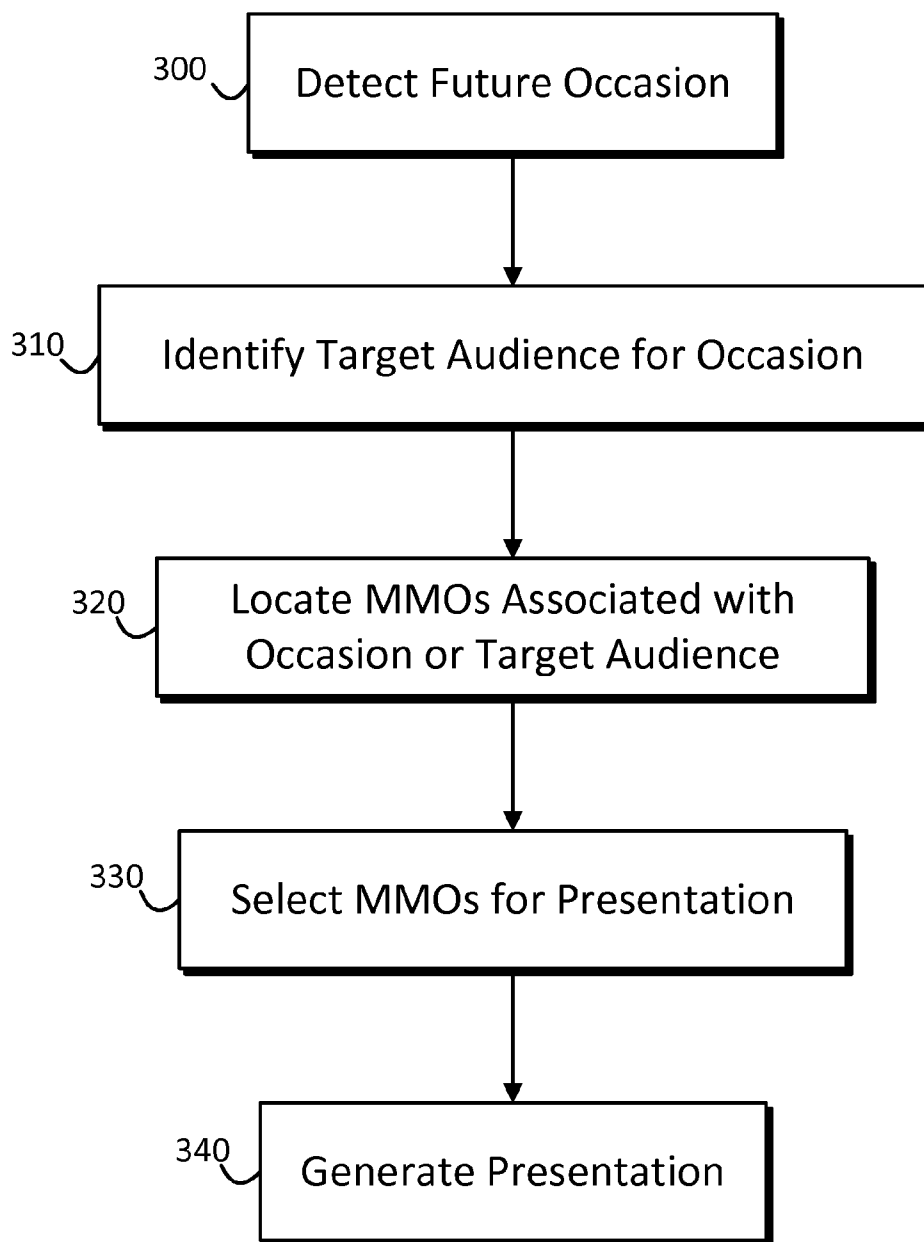 300
Detect Future Occasion
310
Identify Target Audience for Occasion
320
Locate MMOs Associated with
Occasion or Target Audience
330
Select MMOs for Presentation
340
Generate Presentation